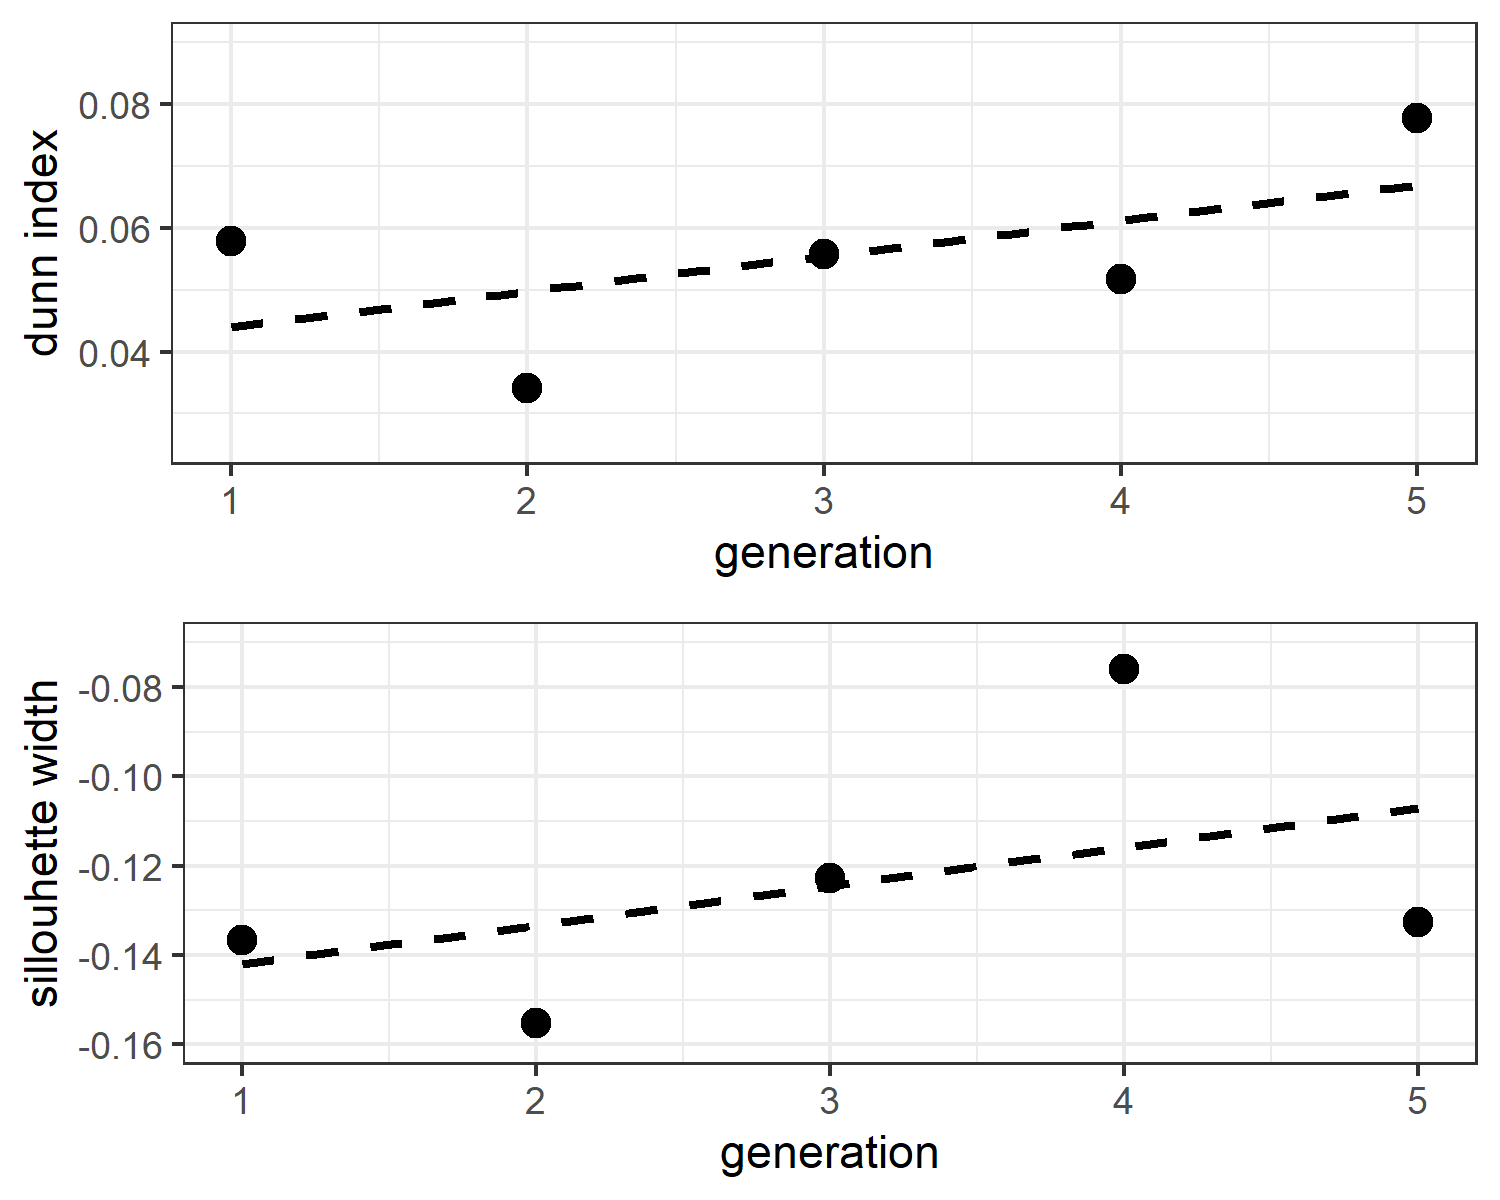 dunn index
0.08
0.06
0.04
1 2 3 4 5
generation
sillouhette width
-0.08
-0.10
-0.12
-0.14
-0.16
1 2 3 4 5
generation